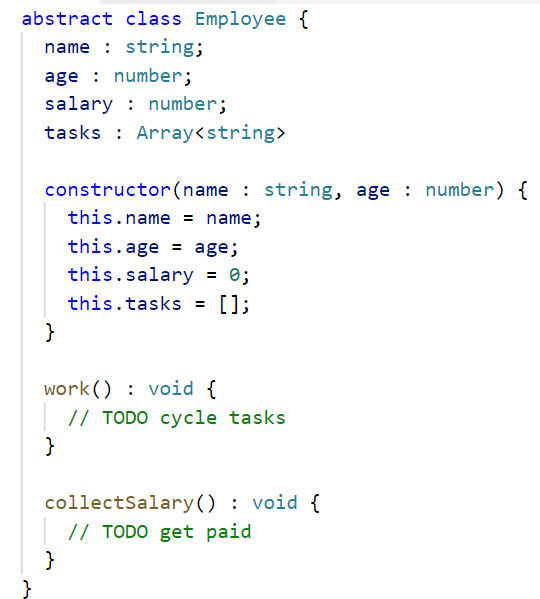 abstract class Employee {
name : string;
age : number;
salary : number;
tasks : Array<string>
constructor(name : string, age : number) {
this.name = name;
this.age = age;
this.salary = 0;
this.tasks = [];
}
work() : void {
// TODO cycle tasks
}
collectSalary() : void {
// TODO get paid
}
}